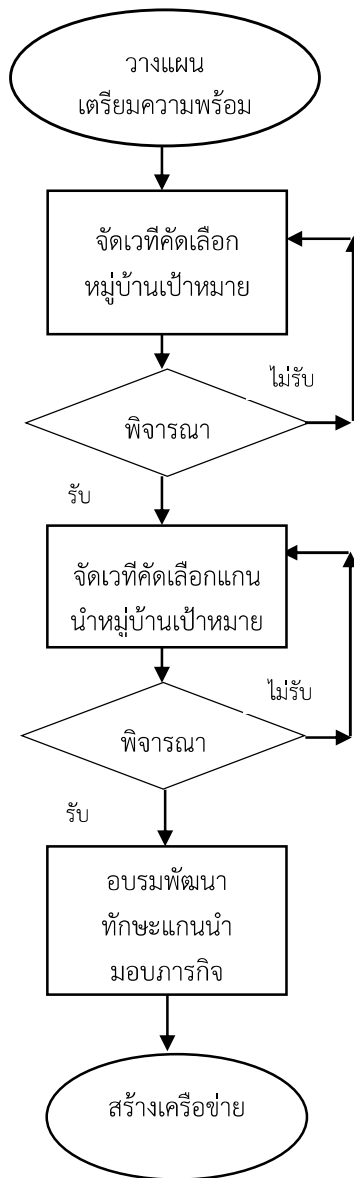 วางแผน
เตรียมความพร้อม
จัดเวทีคัดเลือก
หมู่บ้านเป้าหมาย
ไม่รับ
พิจารณา
รับ
จัดเวทีคัดเลือกแกน
นำหมู่บ้านเป้าหมาย
ไม่รับ
พิจารณา
รับ
อบรมพัฒนา
ทักษะแกนนำ
มอบภารกิจ
สร้างเครือข่าย